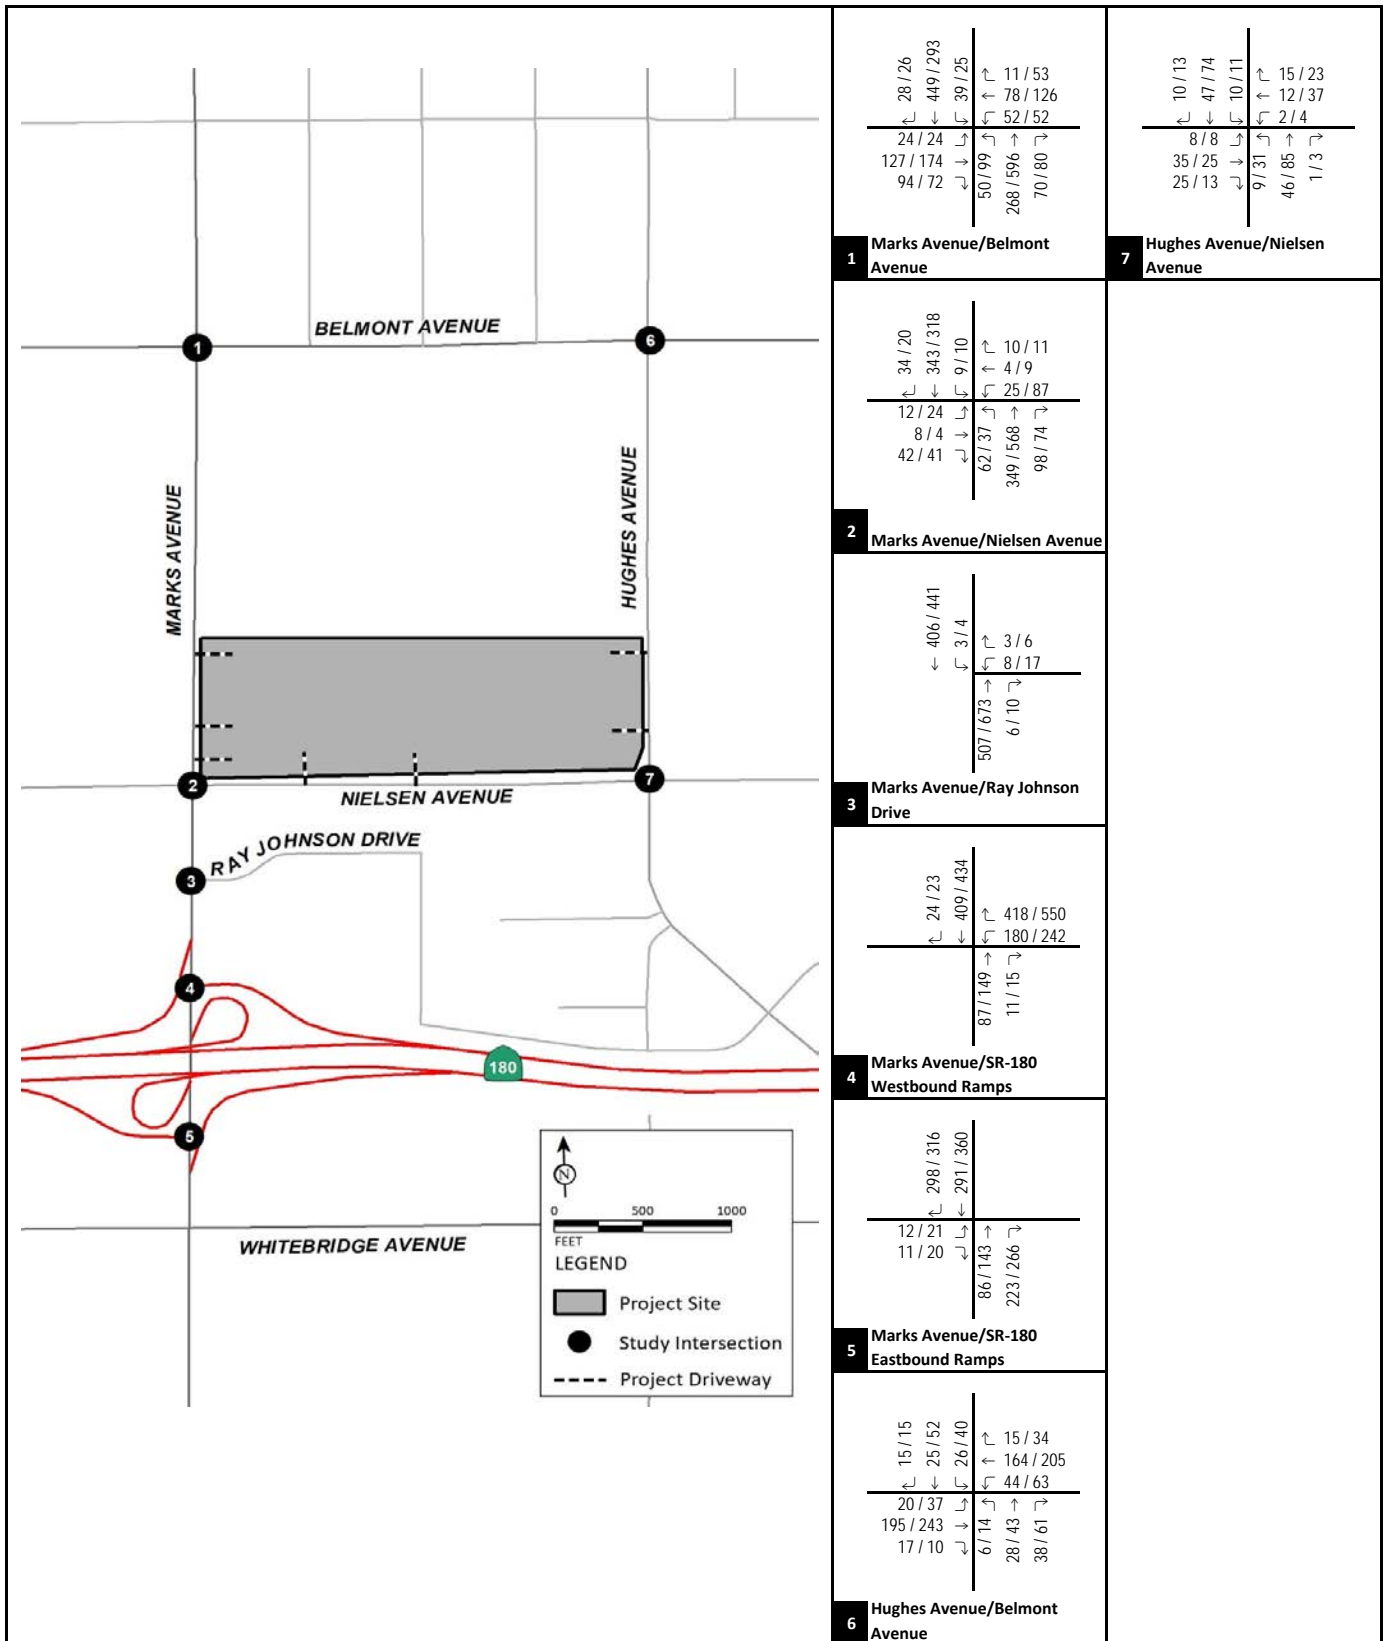 BELMONT AVENUE
MARKS AVENUE
HUGHES AVENUE
NIELSEN AVENUE
RAY JOHNSON DRIVE
WHITEBRIDGE AVENUE
1
6
2
7
3
4
5
180
N
0 500 1000
FEET
LEGEND
Project Site
Study Intersection
Project Driveway
28 / 26
449 / 293
39 / 25
11 / 53
78 / 126
52 / 52
24 / 24
127 / 174
94 / 72
50 / 99
268 / 596
70 / 80
1 Marks Avenue/Belmont
Avenue
10 / 13
47 / 74
10 / 11
15 / 23
12 / 37
2 / 4
8 / 8
35 / 25
25 / 13
9 / 31
46 / 85
1 / 3
7 Hughes Avenue/Nielsen
Avenue
34 / 20
343 / 318
9 / 10
10 / 11
4 / 9
25 / 87
12 / 24
8 / 4
42 / 41
62 / 37
349 / 568
98 / 74
2 Marks Avenue/Nielsen Avenue
406 / 441
3 / 4
3 / 6
8 / 17
507 / 673
6 / 10
3 Marks Avenue/Ray Johnson
Drive
24 / 23
409 / 434
418 / 550
180 / 242
87 / 149
11 / 15
4 Marks Avenue/SR-180
Westbound Ramps
298 / 316
291 / 360
12 / 21
11 / 20
86 / 143
223 / 266
5 Marks Avenue/SR-180
Eastbound Ramps
15 / 15
25 / 52
26 / 40
15 / 34
164 / 205
44 / 63
20 / 37
195 / 243
17 / 10
6 / 14
28 / 43
38 / 61
6 Hughes Avenue/Belmont
Avenue